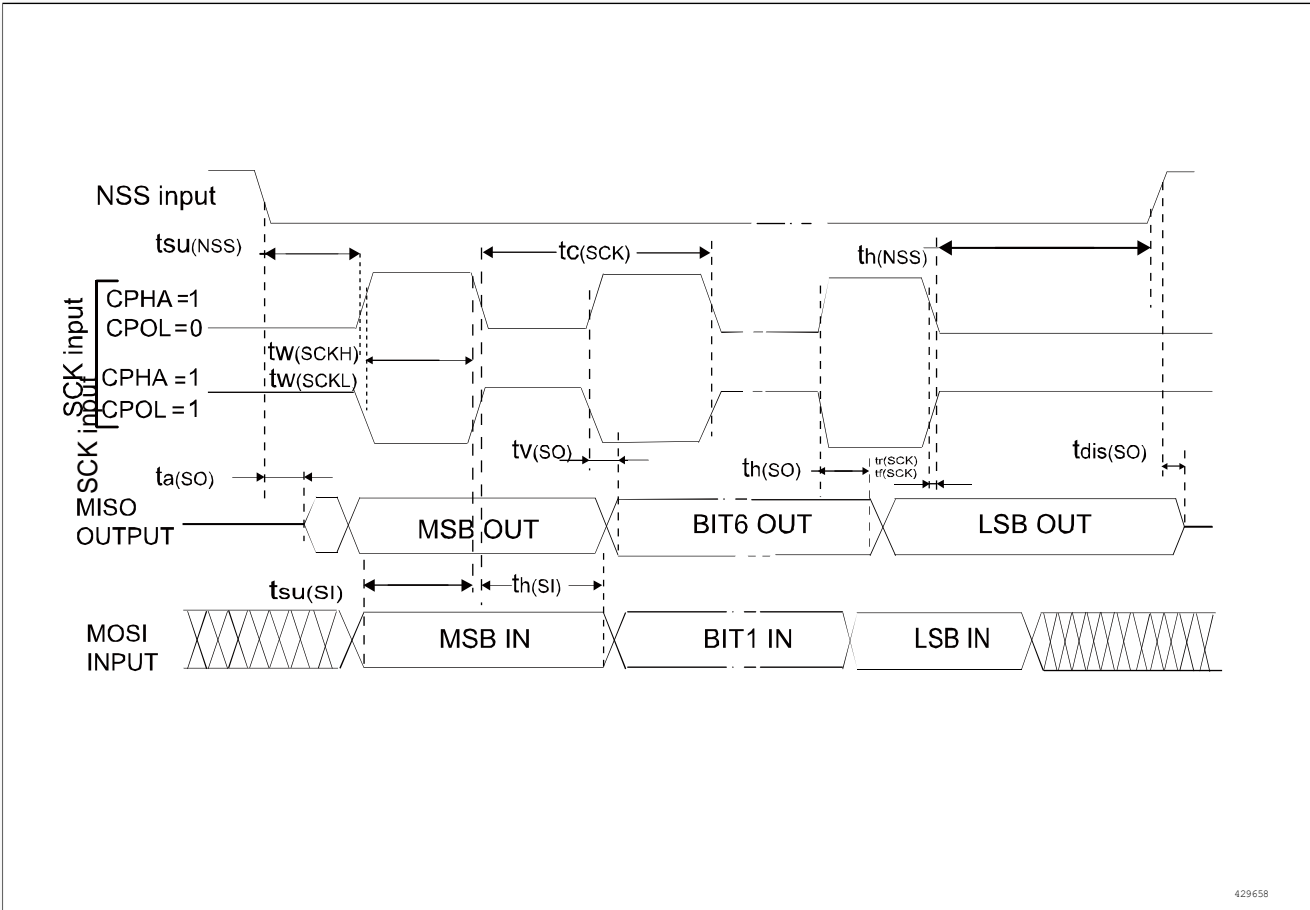 NSS input
tsu(NSS)
tc(SCK)
th(NSS)
SCK input
CPHA =1
CPOL =0
tw(SCKH)
tw(SCKL)
CPHA =1
CPOL =1
SCK input
tv(SO)
th(SO)
tr(SCK)
tf(SCK)
tdis(SO)
ta(SO)
MISO
OUTPUT
MSB OUT
BIT6 OUT
LSB OUT
tsu(SI)
th(SI)
MOSI
INPUT
MSB IN
BIT1 IN
LSB IN
429658